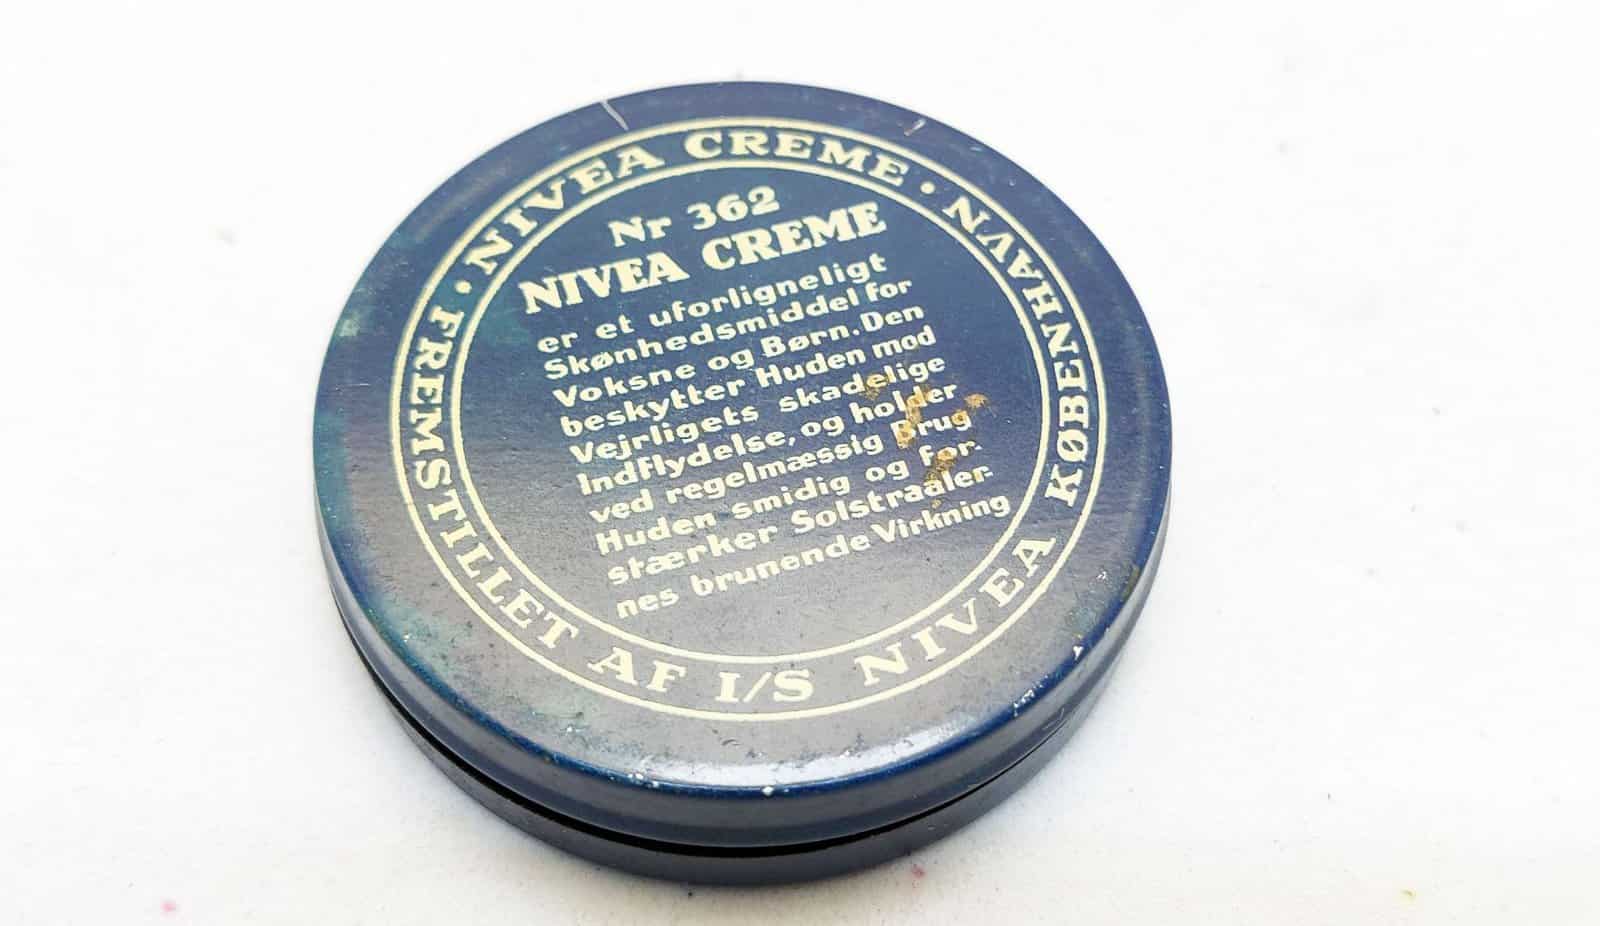 NIVEA CREME · NAVNHAVN KØBENHAVN
Nr 362
NIVEA CREME
er et uforligneligt
Skønhedsmiddel for
Voksne og Børn. Den
beskytter Huden mod
Vejrligets skadelige
Indflydelse, og holder
ved regelmæssig Brug
Huden smidig og for-
stærker Solstraaler-
nes brunende Virkning
· FREMSTILLET AF I/S NIVEA KØBENHAVN ·